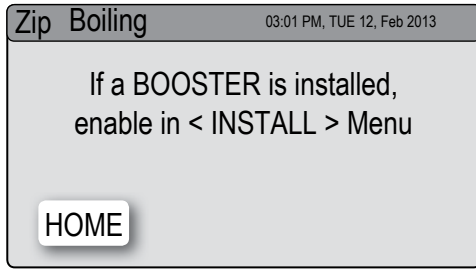 Zip Boiling 03:01 PM, TUE 12, Feb 2013
If a BOOSTER is installed,
enable in < INSTALL > Menu
HOME